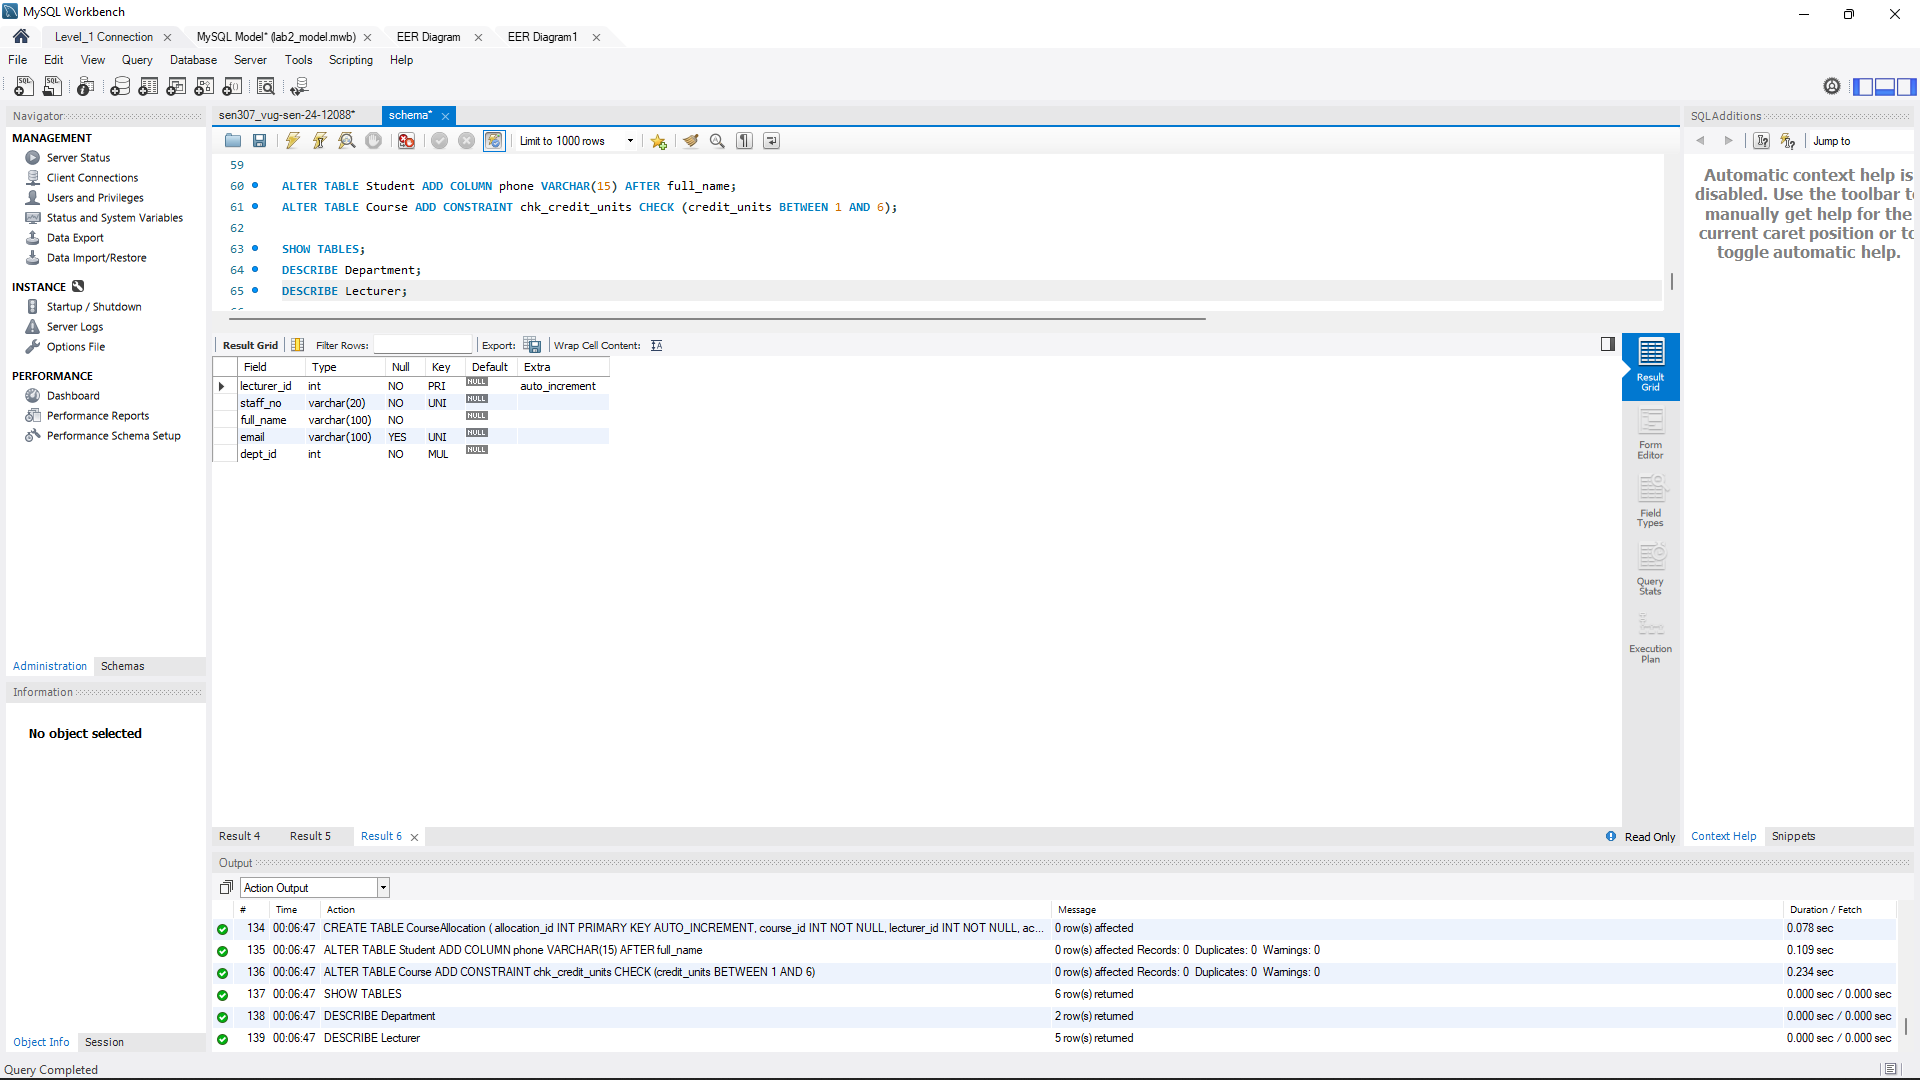 MySQL Workbench
Level_1 Connection
MySQL Model* (lab2_model.mwb)
EER Diagram
EER Diagram1
File Edit View Query Database Server Tools Scripting Help
Navigator
MANAGEMENT
Server Status
Client Connections
Users and Privileges
Status and System Variables
Data Export
Data Import/Restore
INSTANCE
Startup / Shutdown
Server Logs
Options File
PERFORMANCE
Dashboard
Performance Reports
Performance Schema Setup
Administration Schemas
Information
No object selected
Object Info Session
sen307_vug-sen-24-12088* schema*
Limit to 1000 rows
59
60 ALTER TABLE Student ADD COLUMN phone VARCHAR(15) AFTER full_name;
61 ALTER TABLE Course ADD CONSTRAINT chk_credit_units CHECK (credit_units BETWEEN 1 AND 6);
62
63 SHOW TABLES;
64 DESCRIBE Department;
65 DESCRIBE Lecturer;
Result Grid Filter Rows: Export: Wrap Cell Content:
Field Type Null Key Default Extra
lecturer_id int NO PRI NULL auto_increment
staff_no varchar(20) NO UNI NULL
full_name varchar(100) NO NULL
email varchar(100) YES UNI NULL
dept_id int NO MUL NULL
Result Grid
Form Editor
Field Types
Query Stats
Execution Plan
Result 4 Result 5 Result 6
Read Only
SQLAdditions
Jump to
Automatic context help is
disabled. Use the toolbar t
manually get help for the
current caret position or to
toggle automatic help.
Context Help Snippets
Output
Action Output
# Time Action Message Duration / Fetch
134 00:06:47 CREATE TABLE CourseAllocation ( allocation_id INT PRIMARY KEY AUTO_INCREMENT, course_id INT NOT NULL, lecturer_id INT NOT NULL, ac... 0 row(s) affected 0.078 sec
135 00:06:47 ALTER TABLE Student ADD COLUMN phone VARCHAR(15) AFTER full_name 0 row(s) affected Records: 0 Duplicates: 0 Warnings: 0 0.109 sec
136 00:06:47 ALTER TABLE Course ADD CONSTRAINT chk_credit_units CHECK (credit_units BETWEEN 1 AND 6) 0 row(s) affected Records: 0 Duplicates: 0 Warnings: 0 0.234 sec
137 00:06:47 SHOW TABLES 6 row(s) returned 0.000 sec / 0.000 sec
138 00:06:47 DESCRIBE Department 2 row(s) returned 0.000 sec / 0.000 sec
139 00:06:47 DESCRIBE Lecturer 5 row(s) returned 0.000 sec / 0.000 sec
Query Completed